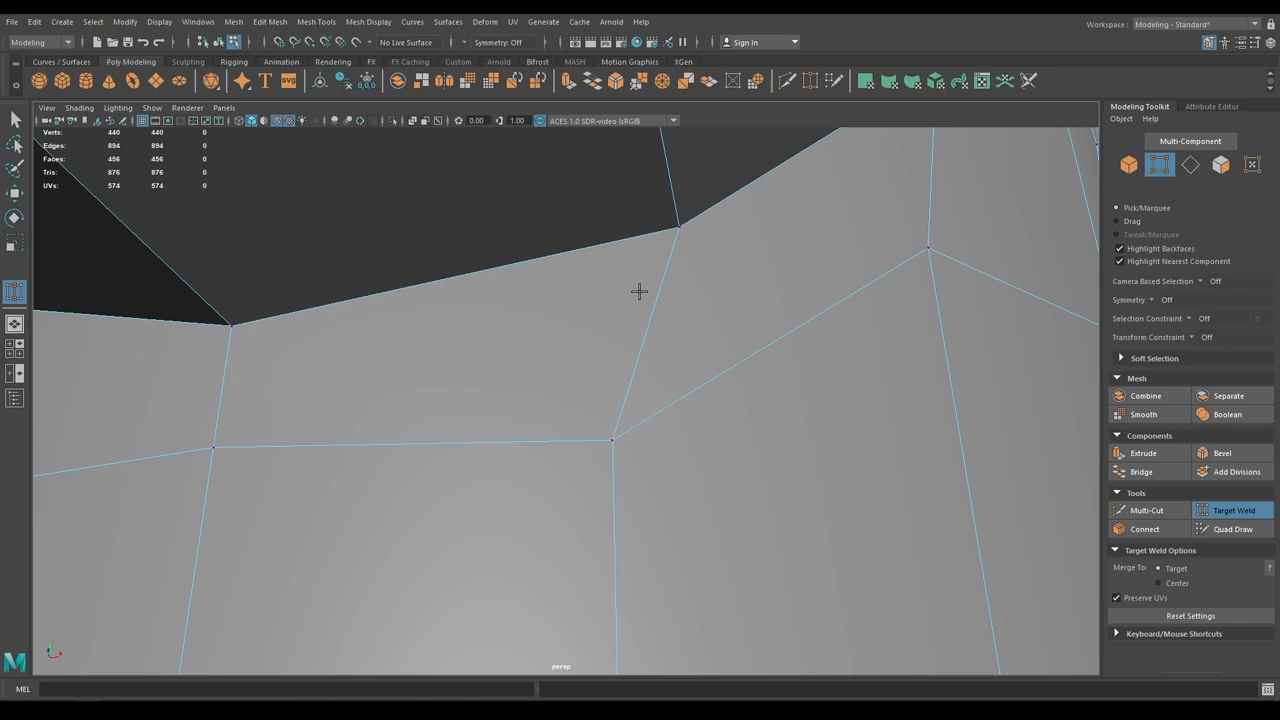 File Edit Create Select Modify Display Windows Mesh Edit Mesh Mesh Tools Mesh Display Curves Surfaces Deform UV Generate Cache Arnold Help
Workspace : Modeling - Standard*
Modeling No Live Surface Symmetry: Off Sign In
Curves / Surfaces Poly Modeling Sculpting Rigging Animation Rendering FX FX Caching Custom Arnold Bifrost MASH Motion Graphics XGen
SVG
View Shading Lighting Show Renderer Panels
0.00 1.00 ACES 1.0 SDR-video (sRGB)
Verts: 440 440 0
Edges: 894 894 0
Faces: 456 456 0
Tris: 876 876 0
UVs: 574 574 0
persp
Modeling Toolkit Attribute Editor
Object Help
Multi-Component
Pick/Marquee
Drag
Tweak/Marquee
Highlight Backfaces
Highlight Nearest Component
Camera Based Selection Off
Symmetry Off
Selection Constraint Off 0
Transform Constraint Off
Soft Selection
Mesh
Combine Separate
Smooth Boolean
Components
Extrude Bevel
Bridge Add Divisions
Tools
Multi-Cut Target Weld
Connect Quad Draw
Target Weld Options
Merge To: Target ?
Center
Preserve UVs
Reset Settings
Keyboard/Mouse Shortcuts
MEL